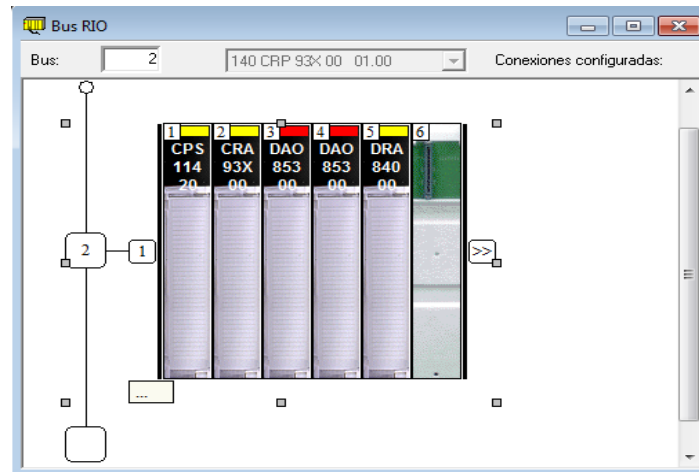 Bus RIO
Bus: 2 140 CRP 93X 00 01.00 Conexiones configuradas:
1 2 3 4 5 6
CPS CRA DAO DAO DRA
114 93X 853 853 840
20 00 00 00 00
2 1 >>
...